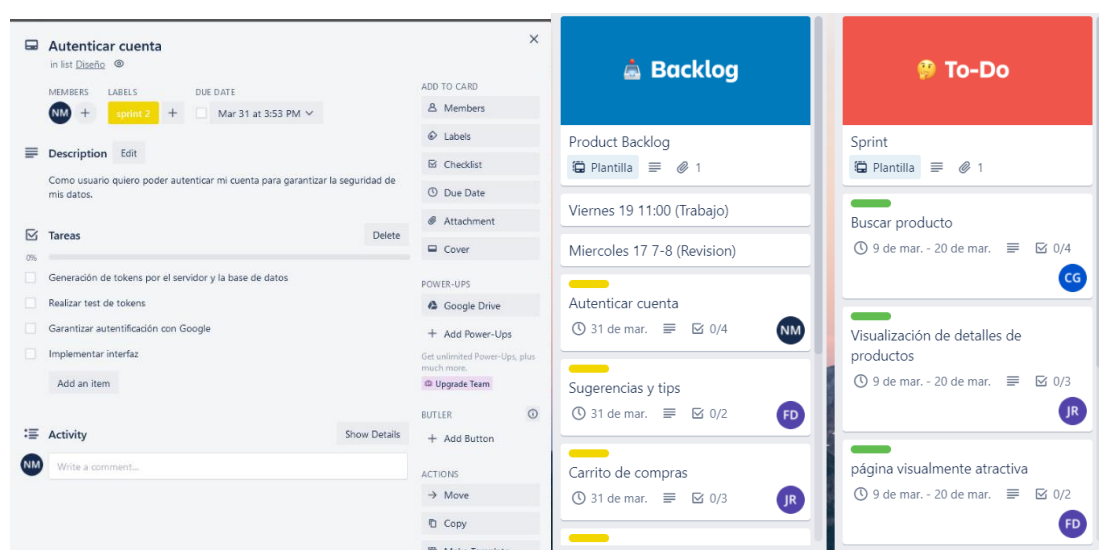 Autenticar cuenta
in list Diseño
MEMBERS LABELS DUE DATE
NM + sprint 2 + Mar 31 at 3:53 PM
Description Edit
Como usuario quiero poder autenticar mi cuenta para garantizar la seguridad de
mis datos.
Tareas Delete
0%
Generación de tokens por el servidor y la base de datos
Realizar test de tokens
Garantizar autentificación con Google
Implementar interfaz
Add an item
Activity Show Details
NM Write a comment...
ADD TO CARD
Members
Labels
Checklist
Due Date
Attachment
Cover
POWER-UPS
Google Drive
+ Add Power-Ups
Get unlimited Power-Ups, plus
much more.
Upgrade Team
BUTLER
+ Add Button
ACTIONS
→ Move
Copy
Make Template
Backlog
Product Backlog
Plantilla 1
Viernes 19 11:00 (Trabajo)
Miercoles 17 7-8 (Revision)
Autenticar cuenta
31 de mar. 0/4 NM
Sugerencias y tips
31 de mar. 0/2 FD
Carrito de compras
31 de mar. 0/3 JR
To-Do
Sprint
Plantilla 1
Buscar producto
9 de mar. - 20 de mar. 0/4
CG
Visualización de detalles de
productos
9 de mar. - 20 de mar. 0/3
JR
página visualmente atractiva
9 de mar. - 20 de mar. 0/2
FD